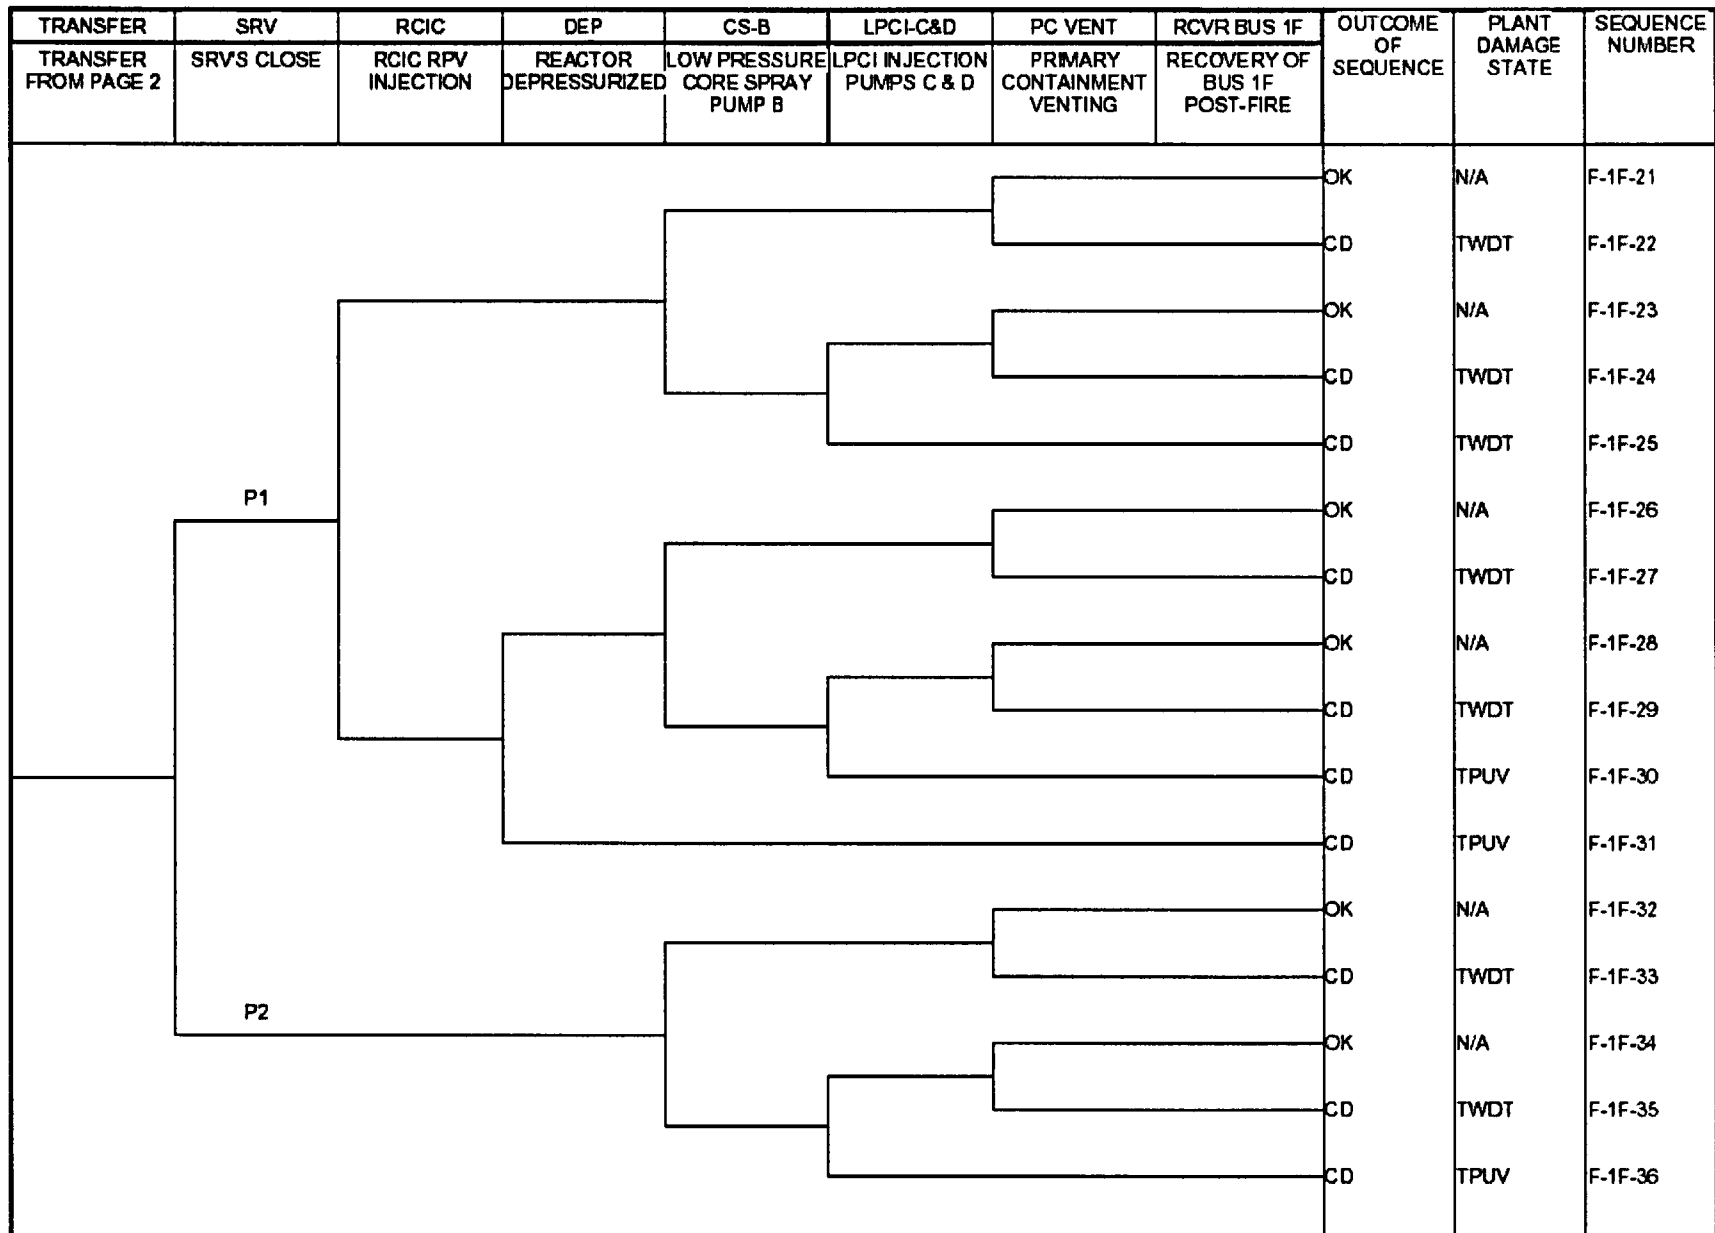 TRANSFER SRV RCIC DEP CS-B LPCI-C&D PC VENT RCVR BUS 1F OUTCOME OF SEQUENCE PLANT DAMAGE STATE SEQUENCE NUMBER
TRANSFER FROM PAGE 2 SRV'S CLOSE RCIC RPV INJECTION REACTOR DEPRESSURIZED LOW PRESSURE CORE SPRAY PUMP B LPCI INJECTION PUMPS C & D PRIMARY CONTAINMENT VENTING RECOVERY OF BUS 1F POST-FIRE
OK N/A F-1F-21
CD TWDT F-1F-22
OK N/A F-1F-23
CD TWDT F-1F-24
CD TWDT F-1F-25
P1
OK N/A F-1F-26
CD TWDT F-1F-27
OK N/A F-1F-28
CD TWDT F-1F-29
CD TPUV F-1F-30
CD TPUV F-1F-31
OK N/A F-1F-32
CD TWDT F-1F-33
P2
OK N/A F-1F-34
CD TWDT F-1F-35
CD TPUV F-1F-36